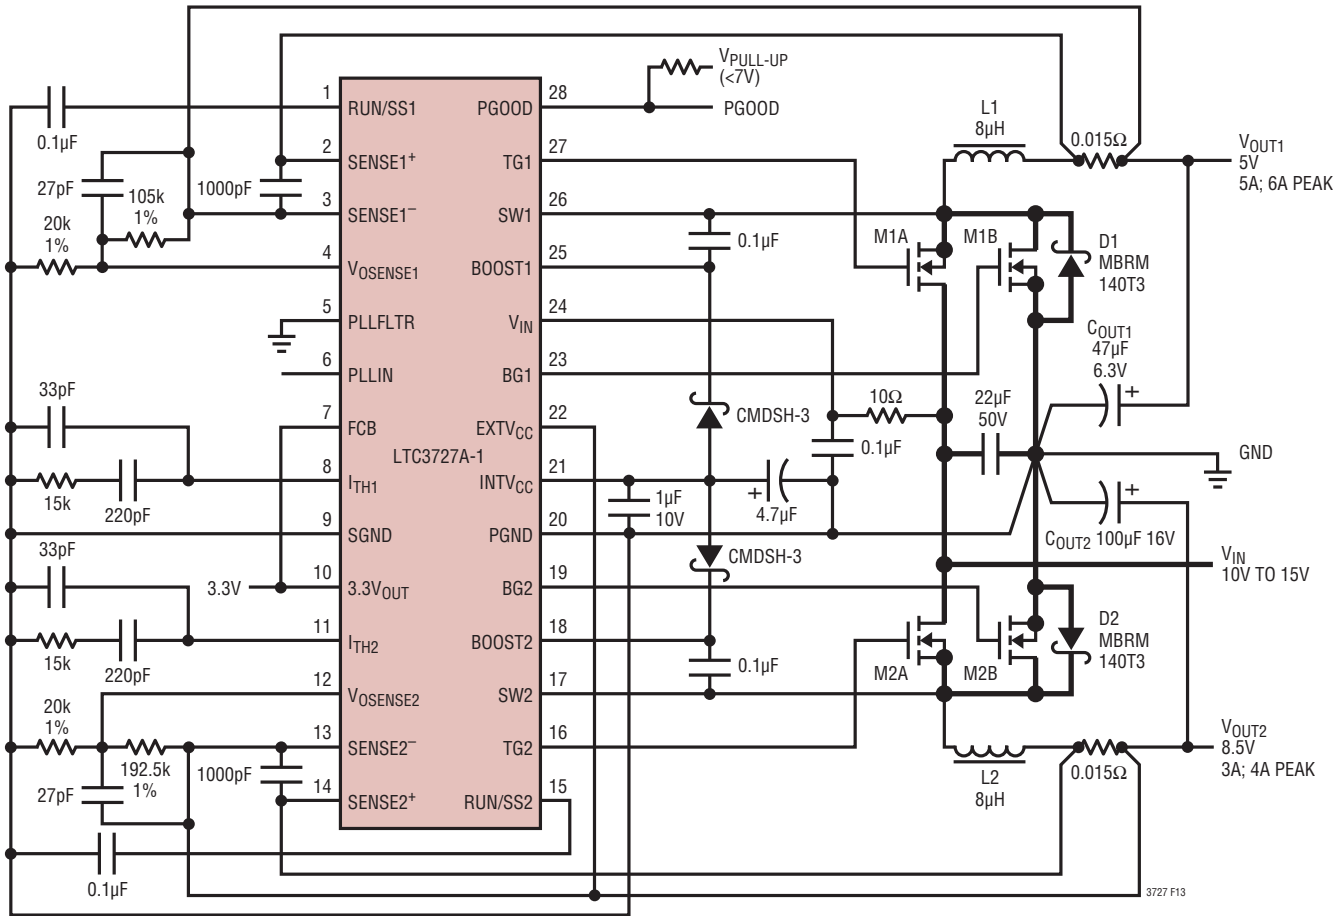 1
RUN/SS1
0.1µF
2
SENSE1+
3
SENSE1−
27pF
105k
1%
1000pF
20k
1%
4
VOSENSE1
5
PLLFLTR
6
PLLIN
33pF
7
FCB
8
ITH1
15k
220pF
9
SGND
33pF
10
3.3VOUT
3.3V
11
ITH2
15k
220pF
12
VOSENSE2
20k
1%
13
SENSE2−
192.5k
1%
1000pF
27pF
14
SENSE2+
0.1µF
LTC3727A-1
28
PGOOD
27
TG1
26
SW1
25
BOOST1
24
VIN
23
BG1
22
EXTVCC
21
INTVCC
20
PGND
19
BG2
18
BOOST2
17
SW2
16
TG2
15
RUN/SS2
VPULL-UP
(<7V)
PGOOD
L1
8µH
0.015Ω
VOUT1
5V
5A; 6A PEAK
0.1µF
M1A
M1B
D1
MBRM
140T3
COUT1
47µF
6.3V
+
CMDSH-3
10Ω
22µF
50V
0.1µF
GND
1µF
10V
+
4.7µF
+
COUT2 100µF 16V
CMDSH-3
VIN
10V TO 15V
0.1µF
M2A
M2B
D2
MBRM
140T3
VOUT2
8.5V
3A; 4A PEAK
L2
8µH
0.015Ω
3727 F13